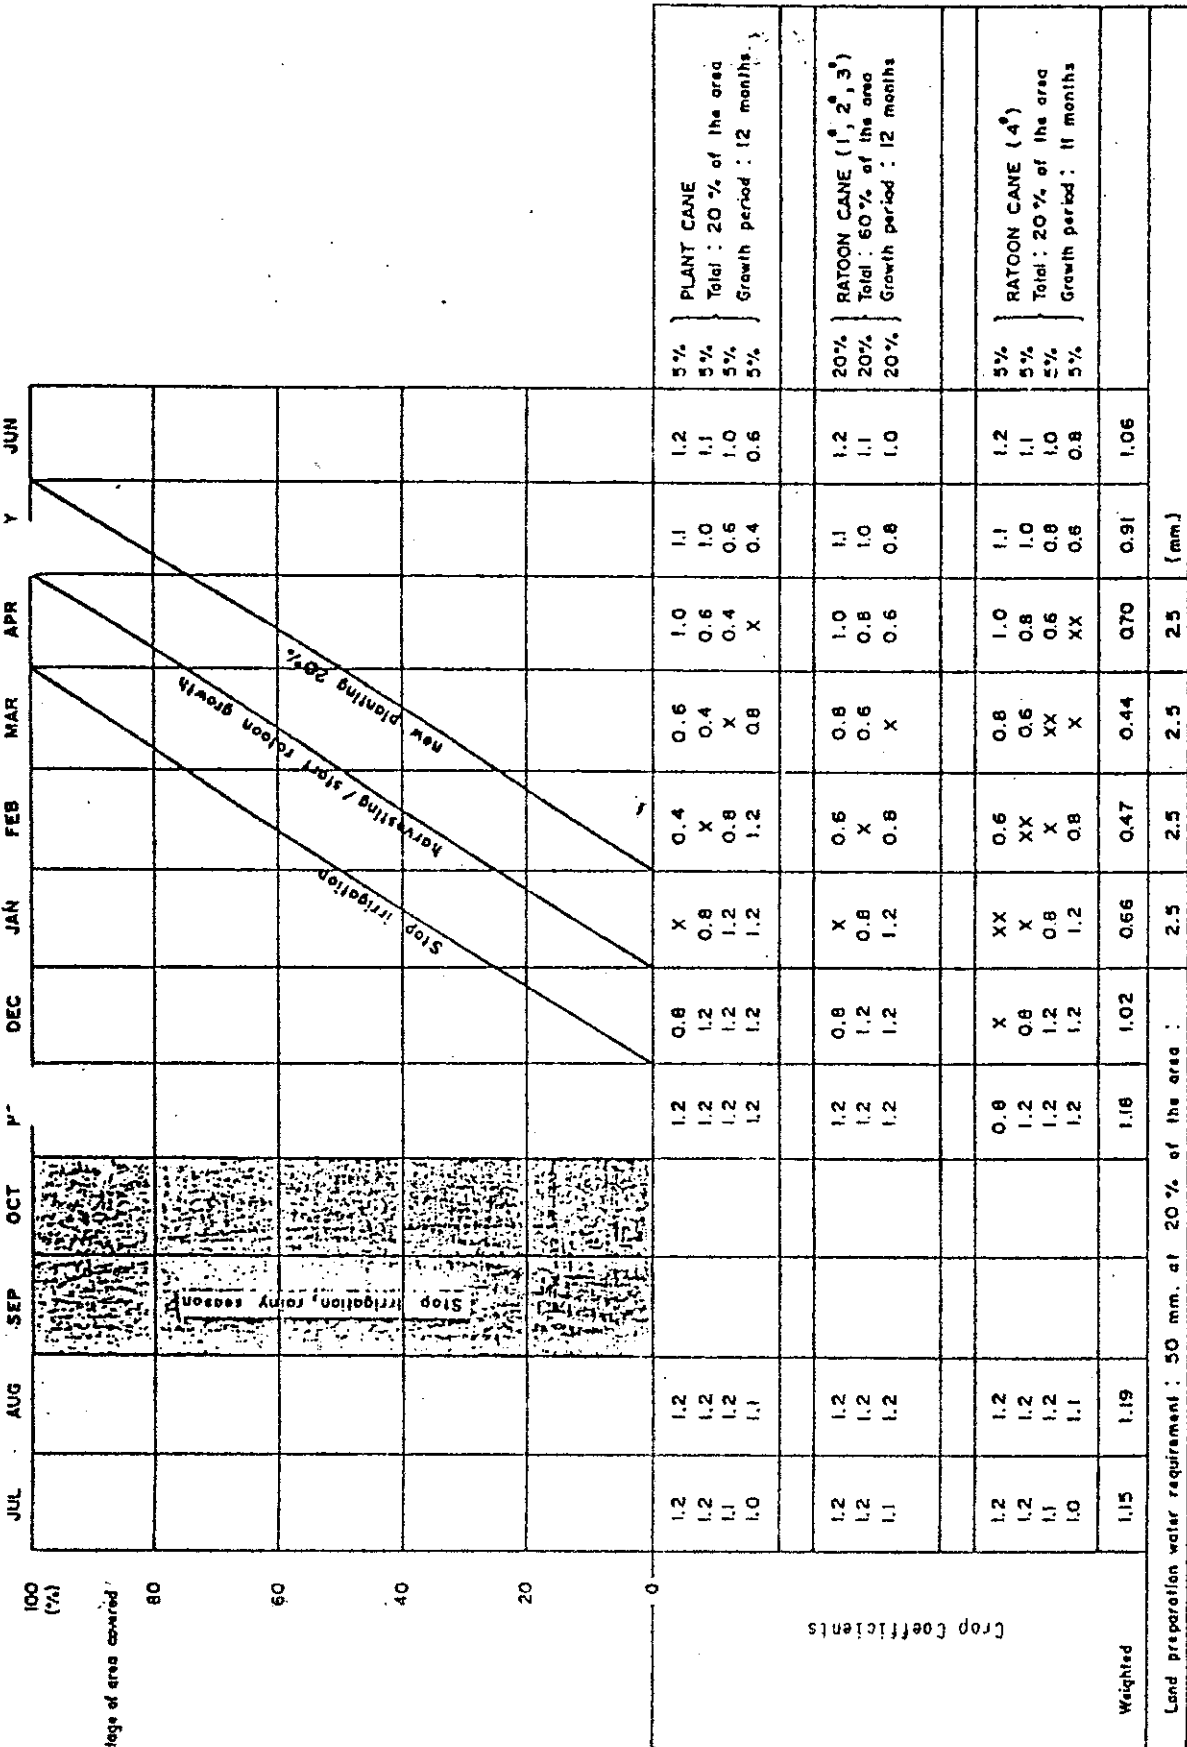 JUL AUG SEP OCT DEC JAN FEB MAR APR Y JUN
100
(%)
tage of area covered
80
60
40
20
0
Stop irrigation, rainy season
Stop irrigation
harvesting / start ratoon growth
new planting 20%
Crop Coefficients
1.2 1.2 1.2 0.8 X 0.4 0.6 1.0 1.1 1.2 5% PLANT CANE
1.2 1.2 1.2 1.2 0.8 X 0.4 0.6 1.0 1.1 5% Total : 20 % of the area
1.1 1.2 1.2 1.2 1.2 0.8 X 0.4 0.6 1.0 5% Growth period : 12 months
1.0 1.1 1.2 1.2 1.2 1.2 0.8 X 0.4 0.6 5%
1.2 1.2 1.2 0.8 X 0.6 0.8 1.0 1.1 1.2 20% RATOON CANE (1°, 2°, 3°)
1.2 1.2 1.2 1.2 0.8 X 0.6 0.8 1.0 1.1 20% Total : 60 % of the area
1.1 1.2 1.2 1.2 1.2 0.8 X 0.6 0.8 1.0 20% Growth period : 12 months
1.2 1.2 0.8 X XX 0.6 0.8 1.0 1.1 1.2 5% RATOON CANE (4°)
1.2 1.2 1.2 0.8 X XX 0.6 0.8 1.0 1.1 5% Total : 20 % of the area
1.1 1.2 1.2 1.2 0.8 X XX 0.6 0.8 1.0 5% Growth period : 11 months
1.0 1.1 1.2 1.2 1.2 0.8 X XX 0.6 0.8 5%
Weighted 1.15 1.19 1.18 1.02 0.66 0.47 0.44 0.70 0.91 1.06
Land preparation water requirement : 50 mm. at 20 % of the area : 2.5 2.5 2.5 2.5 (mm.)